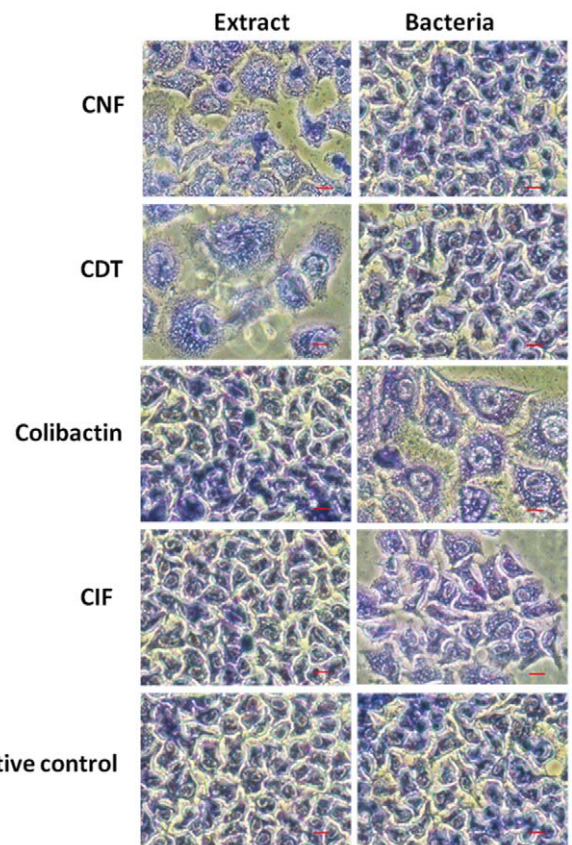 Extract Bacteria
CNF
CDT
Colibactin
CIF
tive control